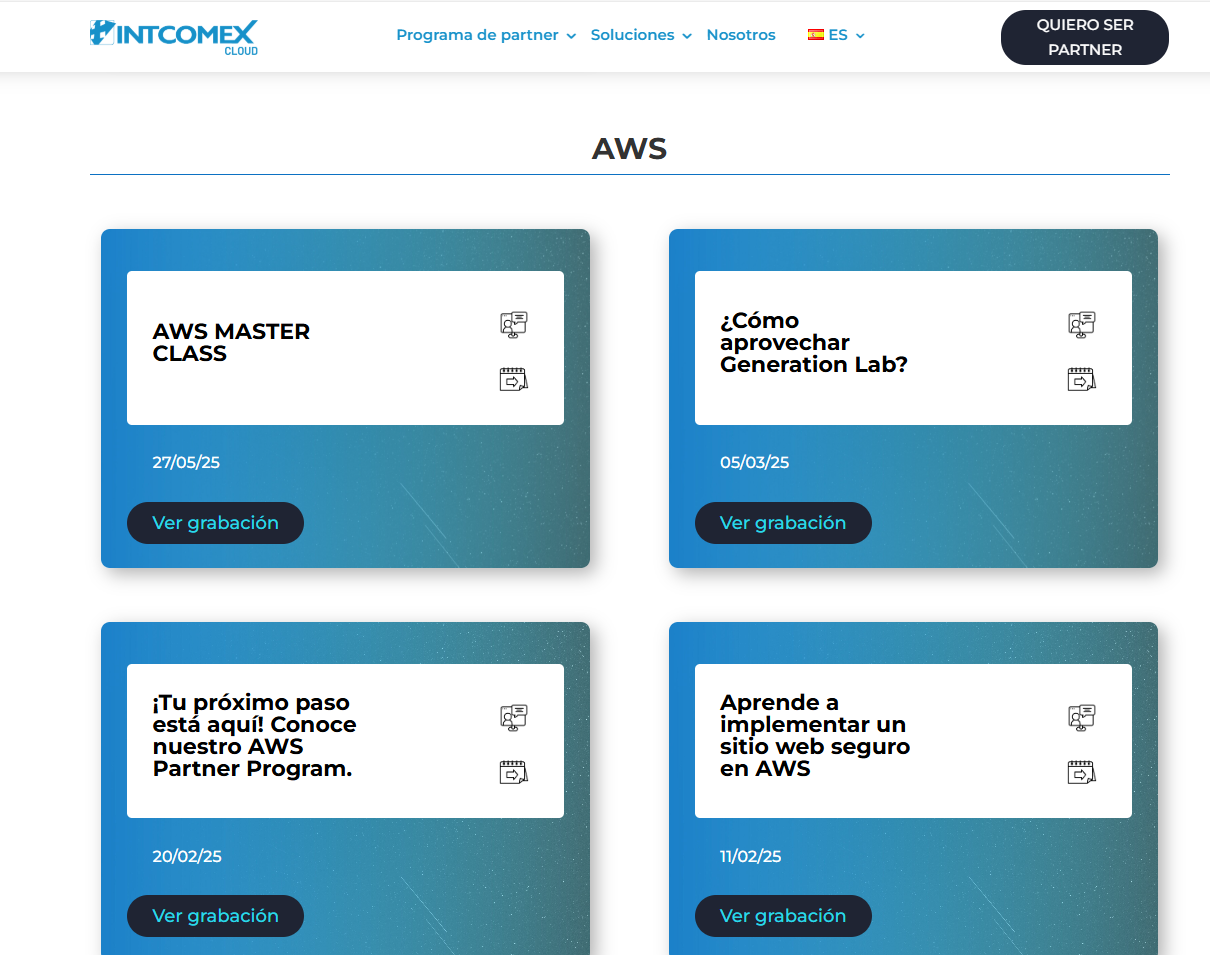 INTCOMEX
CLOUD
Programa de partner
Soluciones
Nosotros
ES
QUIERO SER
PARTNER
AWS
AWS MASTER
CLASS
27/05/25
Ver grabación
¿Cómo
aprovechar
Generation Lab?
05/03/25
Ver grabación
¡Tu próximo paso
está aquí! Conoce
nuestro AWS
Partner Program.
20/02/25
Ver grabación
Aprende a
implementar un
sitio web seguro
en AWS
11/02/25
Ver grabación